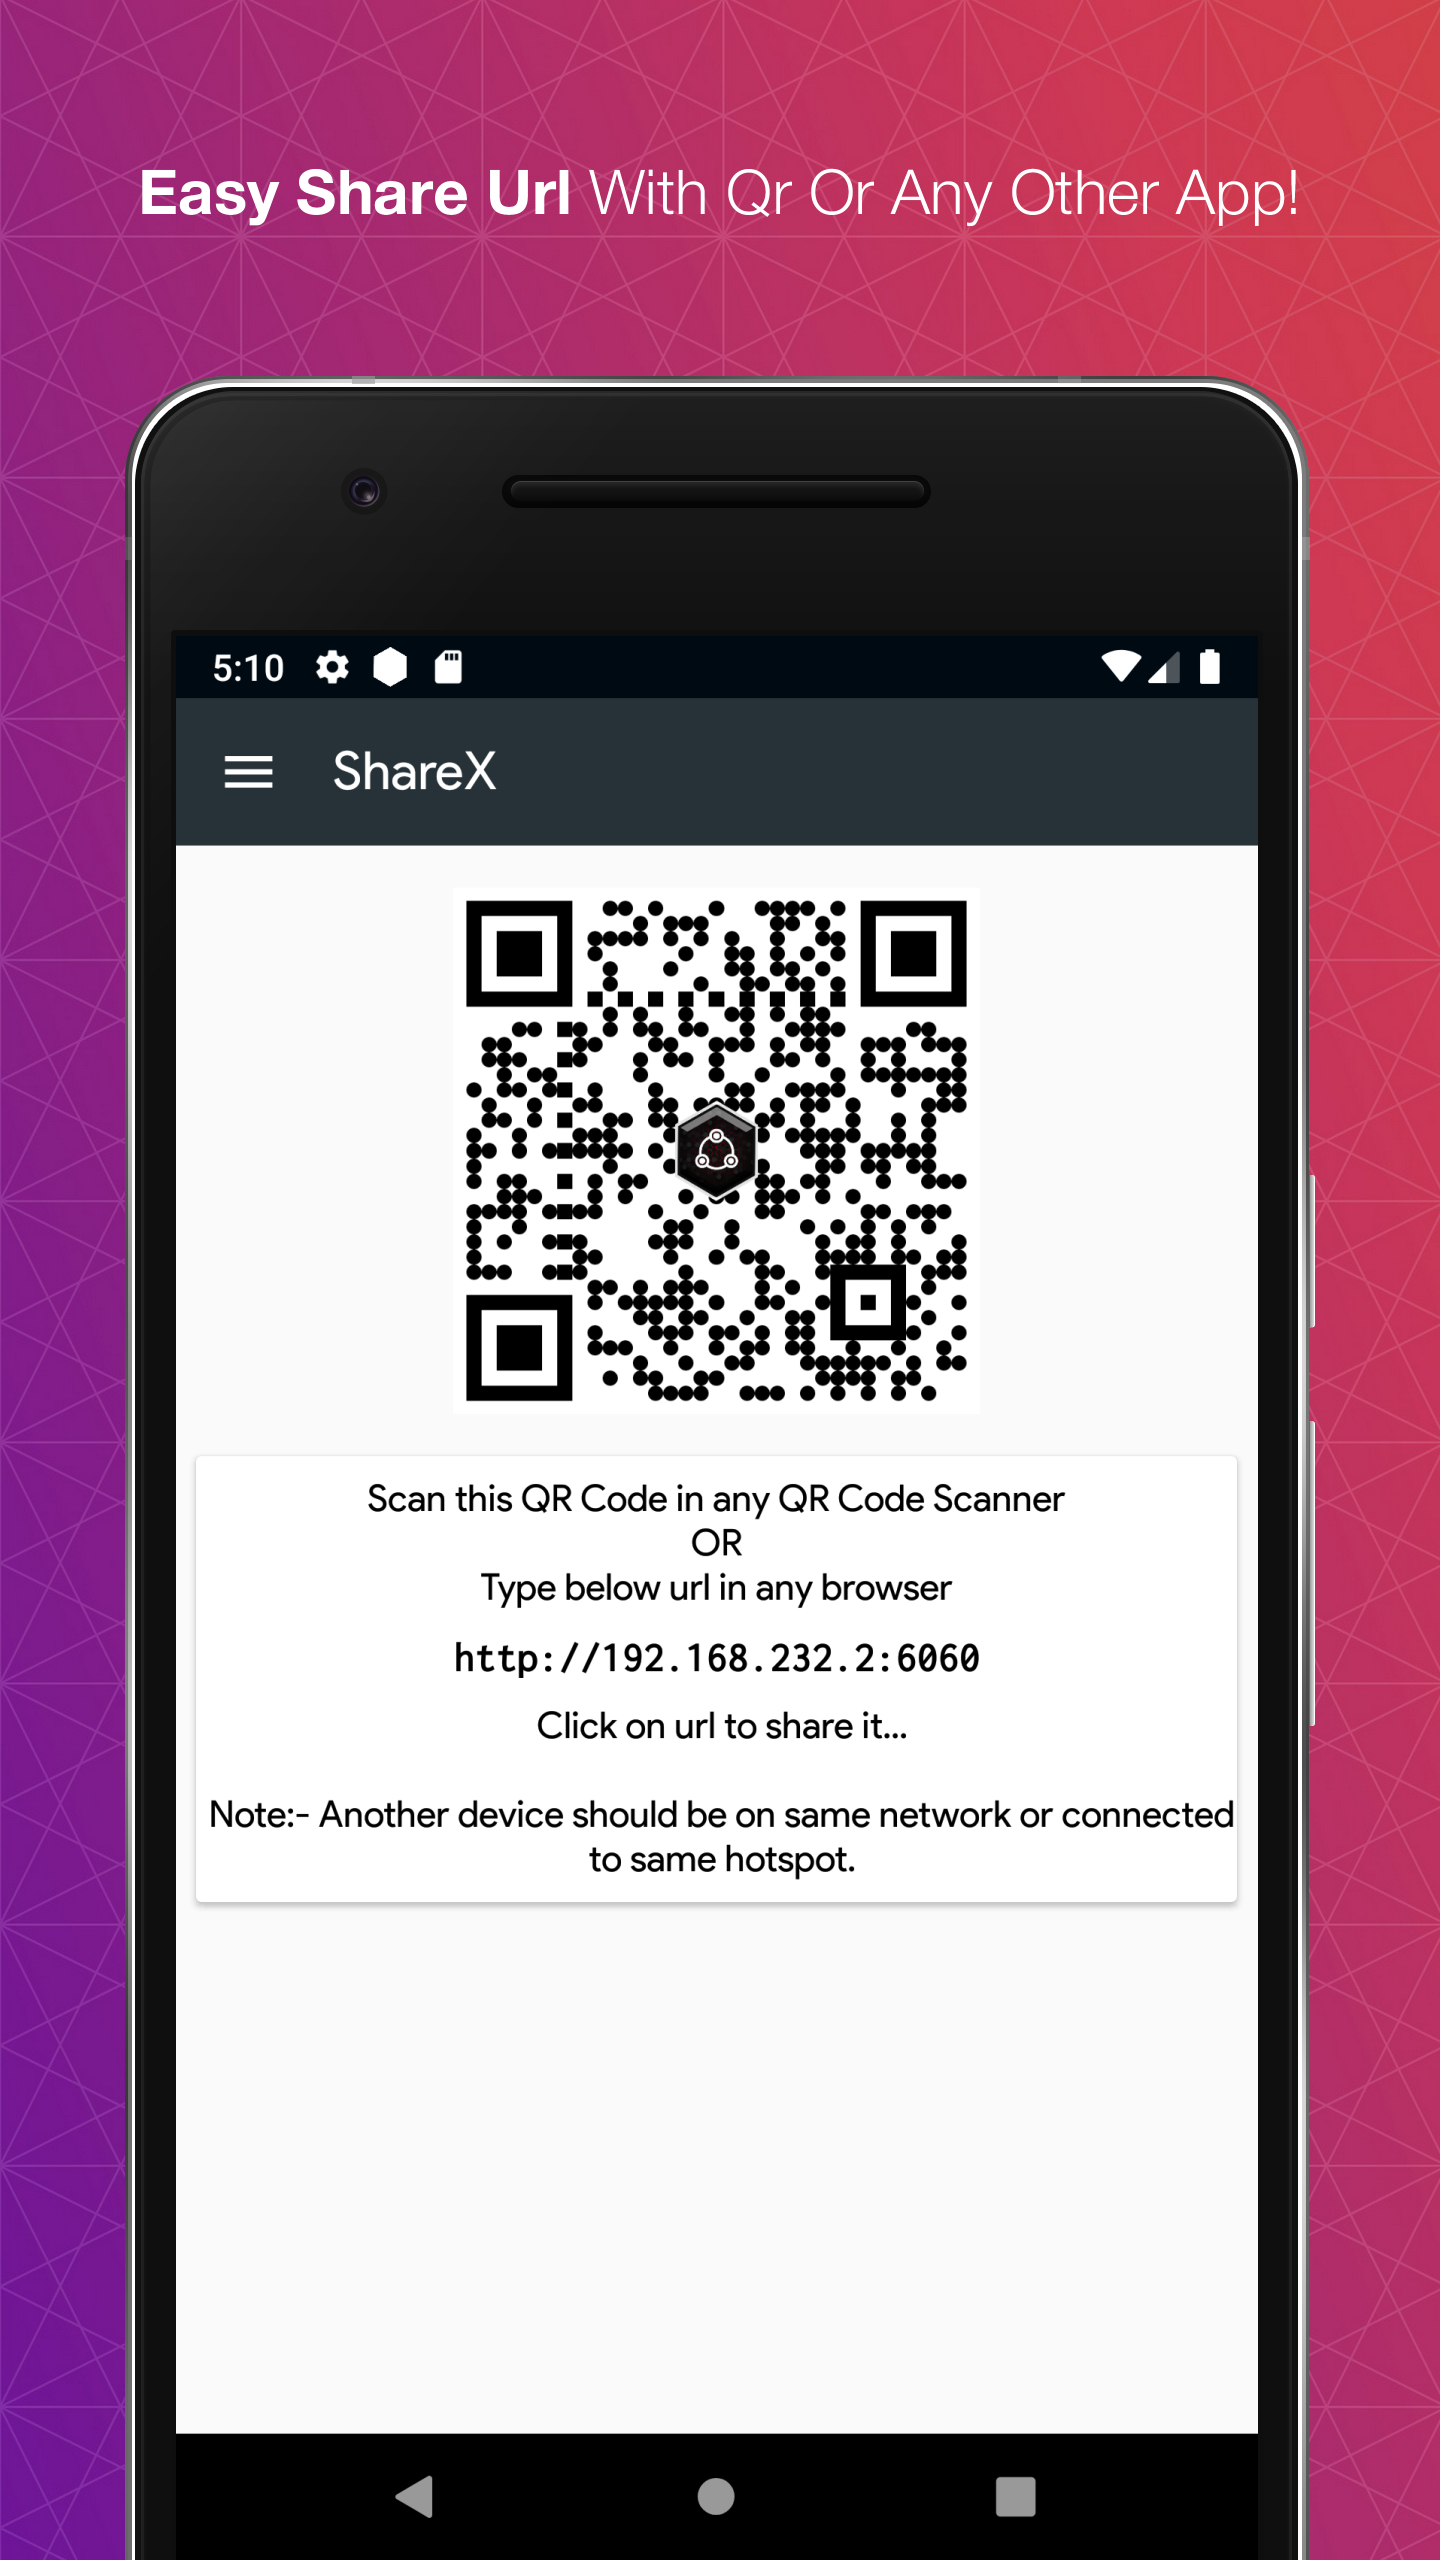 Easy Share Url With Qr Or Any Other App!
5:10
ShareX
Scan this QR Code in any QR Code Scanner
OR
Type below url in any browser
http://192.168.232.2:6060
Click on url to share it...
Note:- Another device should be on same network or connected
to same hotspot.